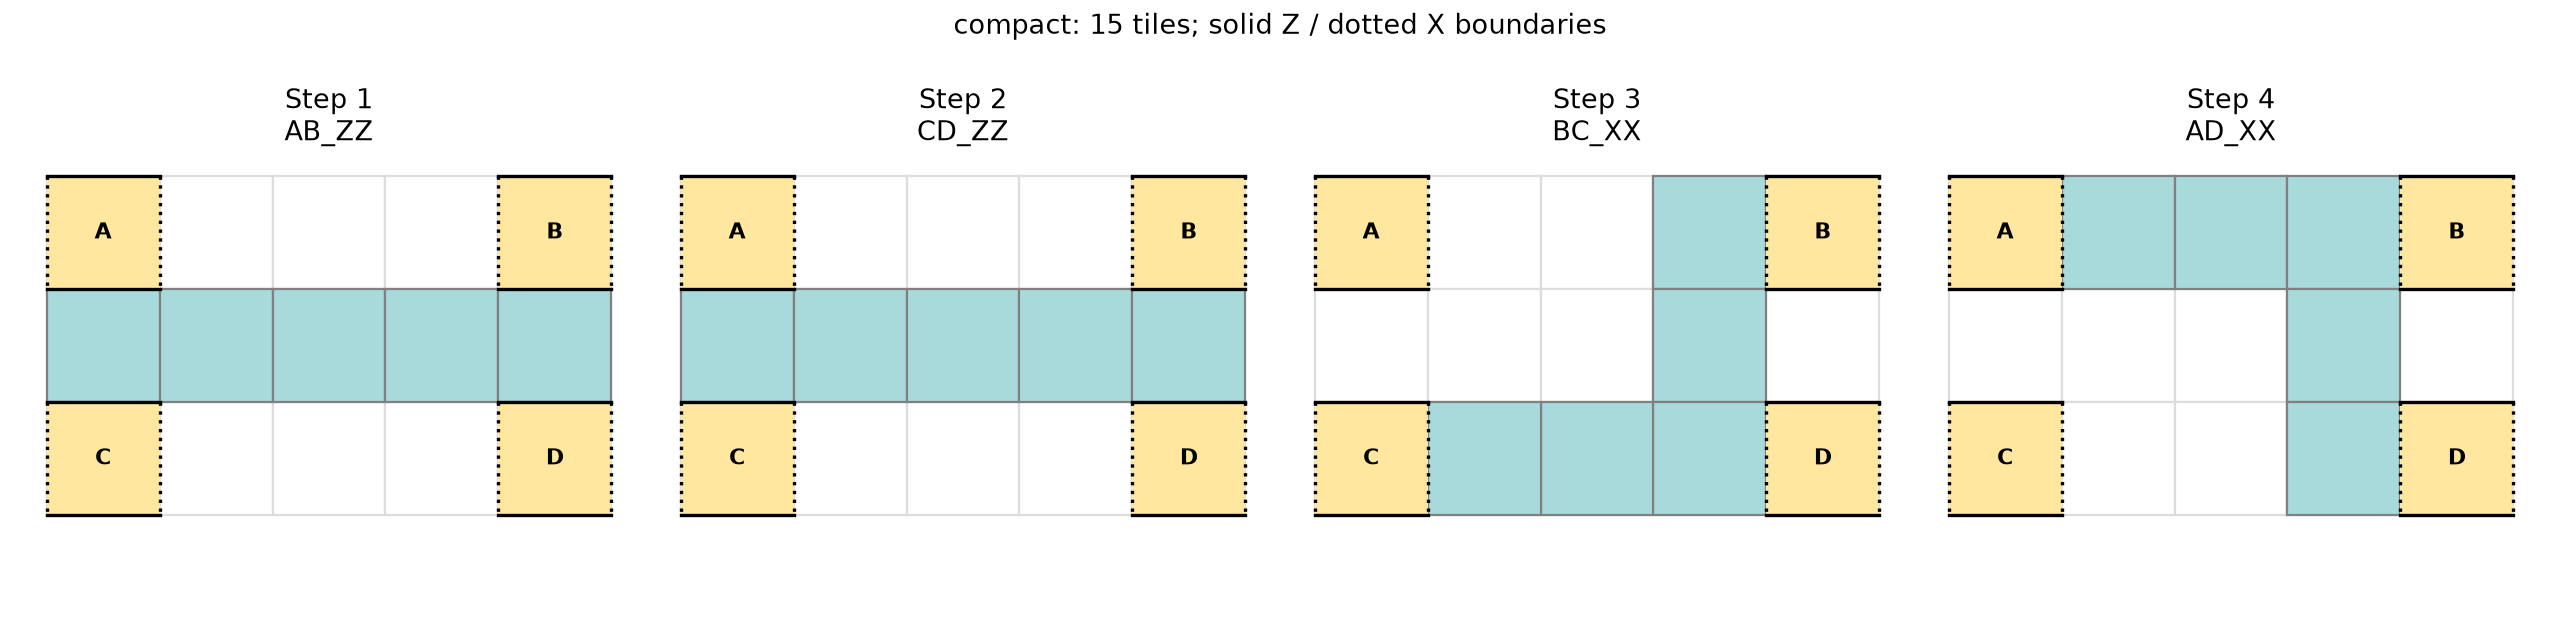 compact: 15 tiles; solid Z / dotted X boundaries
Step 1
AB_ZZ
A
B
C
D
Step 2
CD_ZZ
A
B
C
D
Step 3
BC_XX
A
B
C
D
Step 4
AD_XX
A
B
C
D